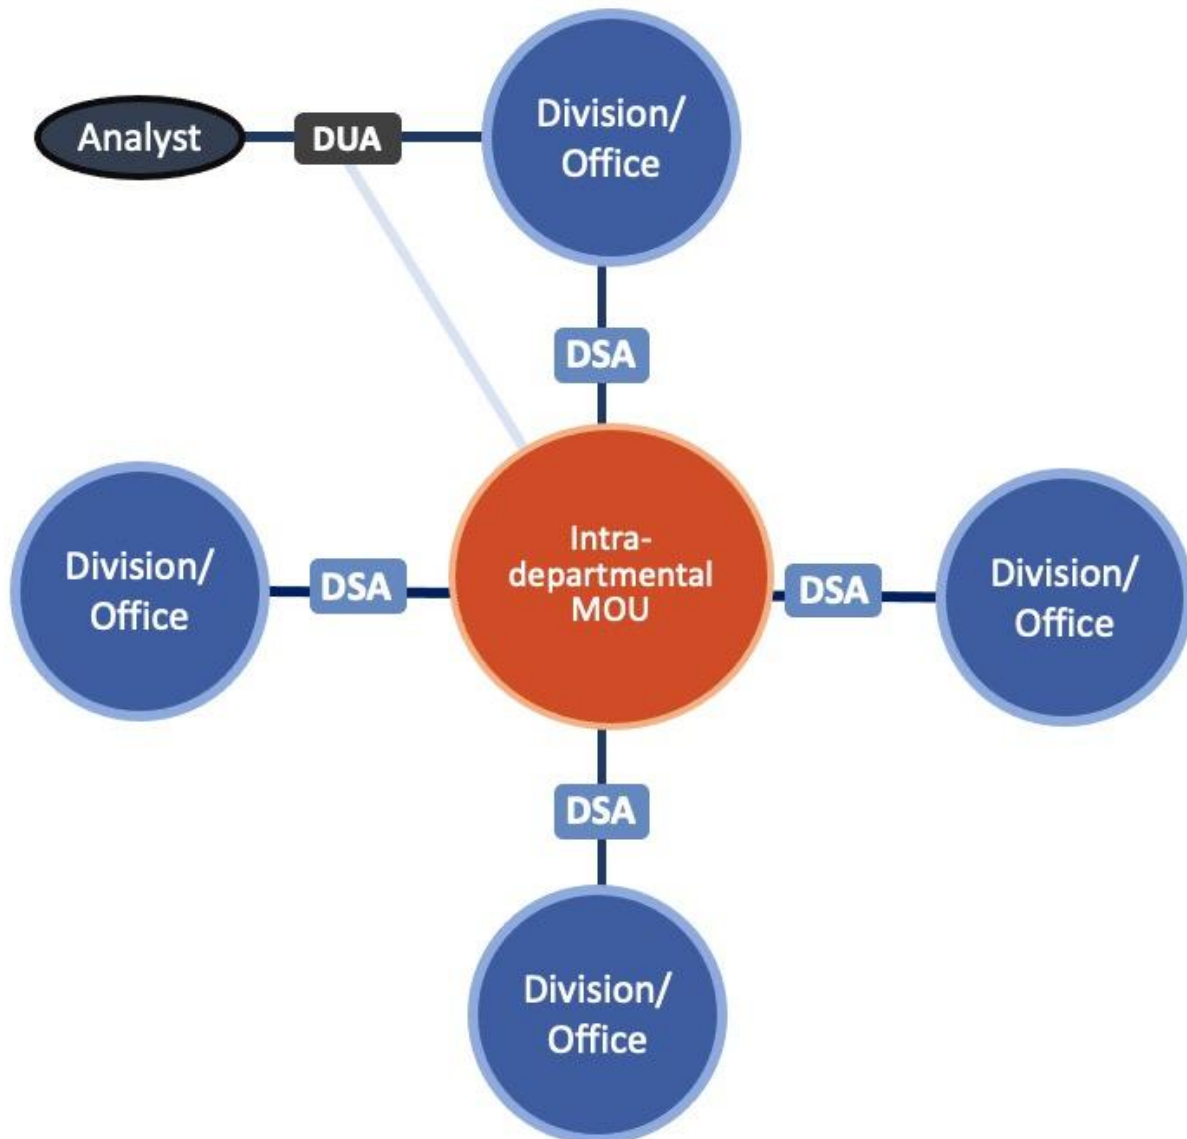 Division/
Office
Analyst
DUA
DSA
Intra-
departmental
MOU
Division/
Office
DSA
DSA
Division/
Office
DSA
Division/
Office